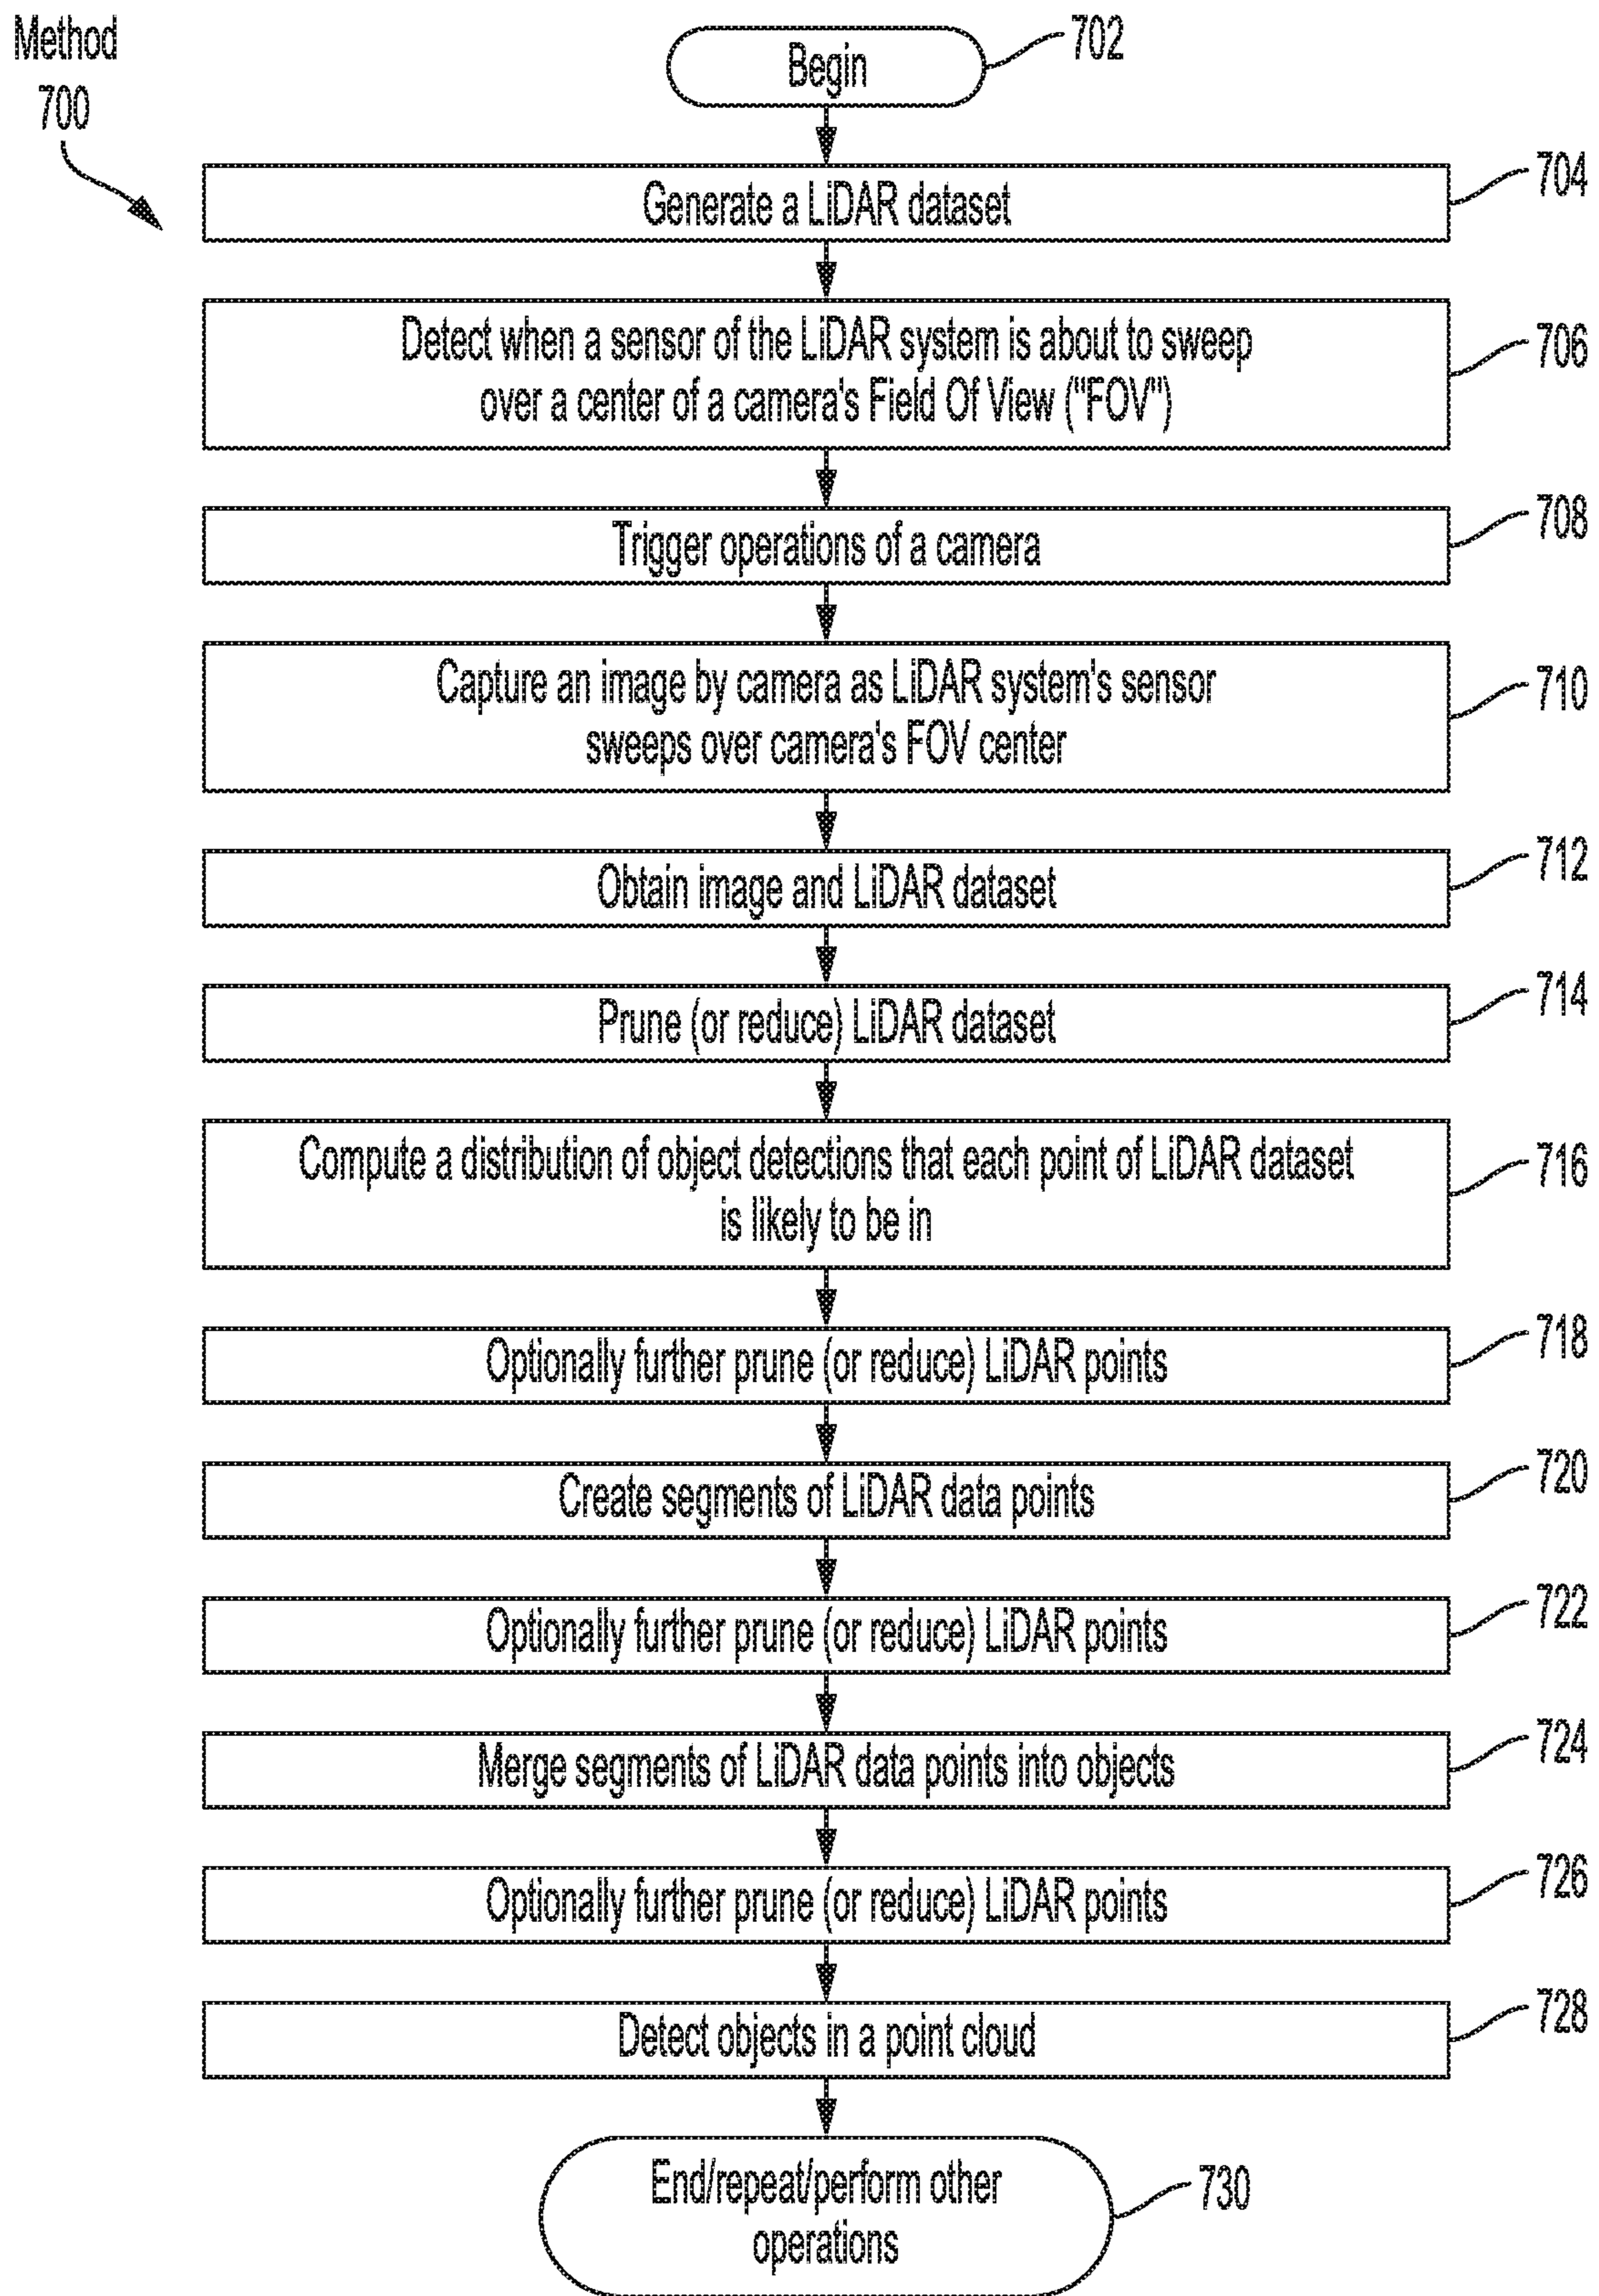 Method
700
Begin
702
Generate a LiDAR dataset
704
Detect when a sensor of the LiDAR system is about to sweep
over a center of a camera's Field Of View ("FOV")
706
Trigger operations of a camera
708
Capture an image by camera as LiDAR system's sensor
sweeps over camera's FOV center
710
Obtain image and LiDAR dataset
712
Prune (or reduce) LiDAR dataset
714
Compute a distribution of object detections that each point of LiDAR dataset
is likely to be in
716
Optionally further prune (or reduce) LiDAR points
718
Create segments of LiDAR data points
720
Optionally further prune (or reduce) LiDAR points
722
Merge segments of LiDAR data points into objects
724
Optionally further prune (or reduce) LiDAR points
726
Detect objects in a point cloud
728
End/repeat/perform other
operations
730